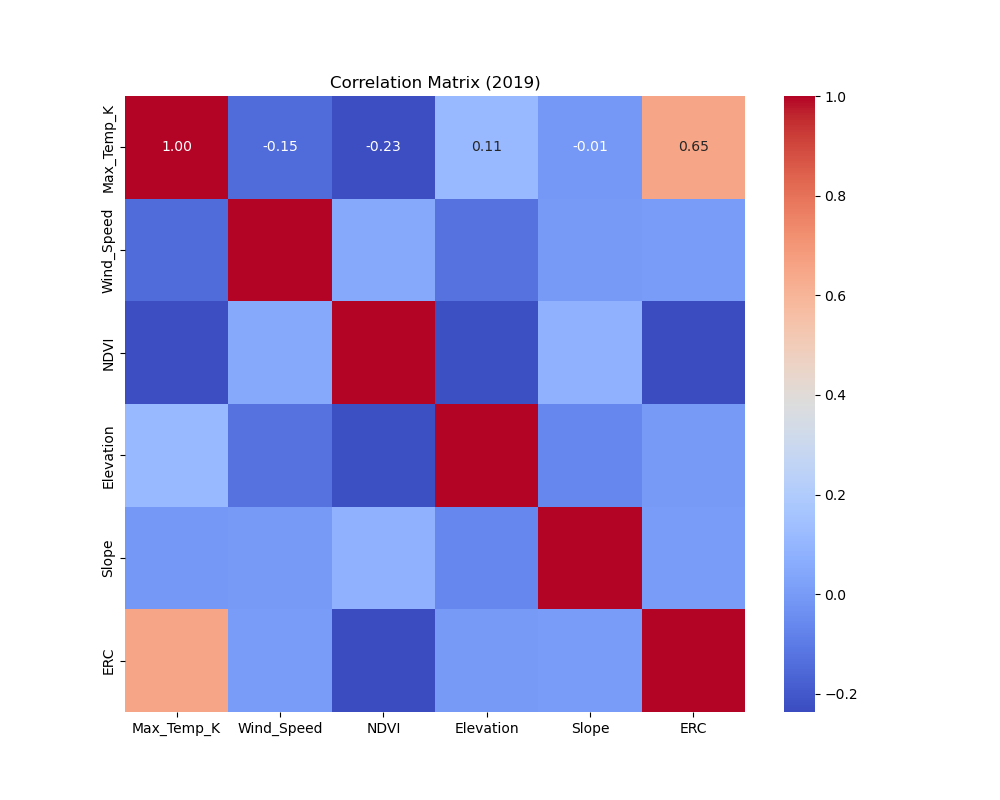 Correlation Matrix (2019)
Max_Temp_K
1.00 -0.15 -0.23 0.11 -0.01 0.65
Wind_Speed
NDVI
Elevation
Slope
ERC
Max_Temp_K Wind_Speed NDVI Elevation Slope ERC
1.0
0.8
0.6
0.4
0.2
0.0
−0.2